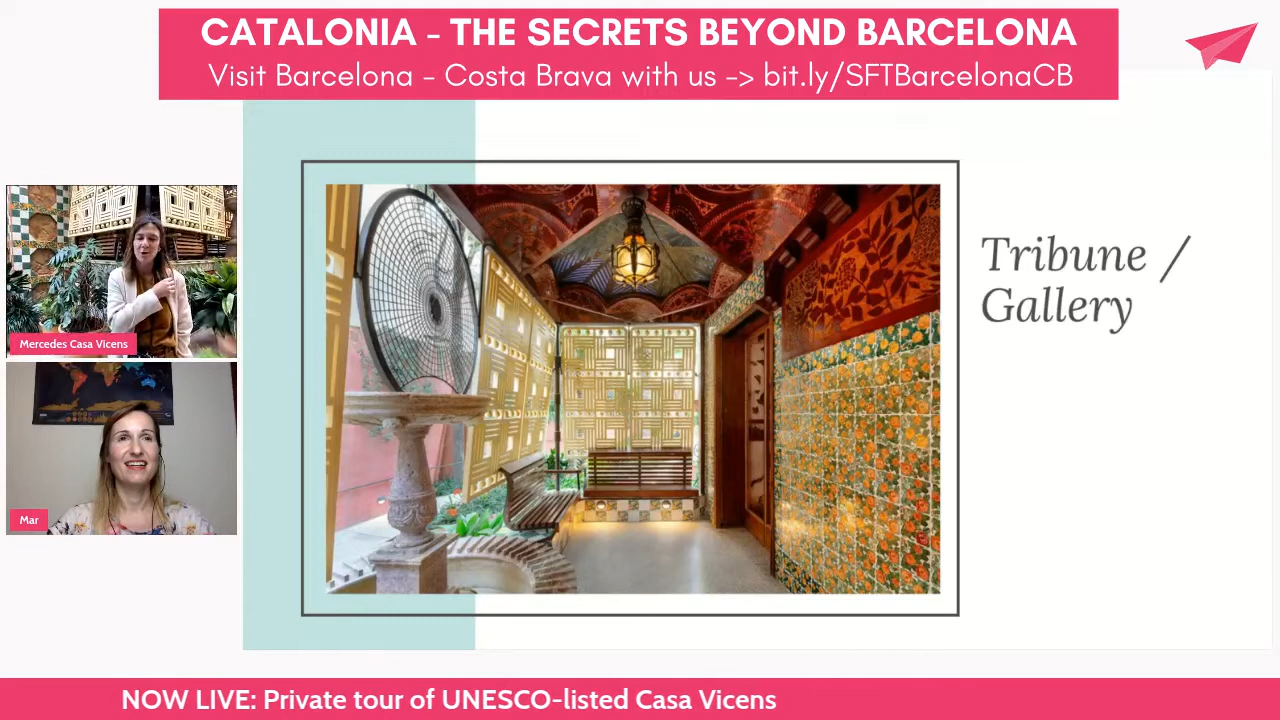 CATALONIA - THE SECRETS BEYOND BARCELONA
Visit Barcelona - Costa Brava with us -> bit.ly/SFTBarcelonaCB
Mercedes Casa Vicens
Mar
Tribune /
Gallery
NOW LIVE: Private tour of UNESCO-listed Casa Vicens